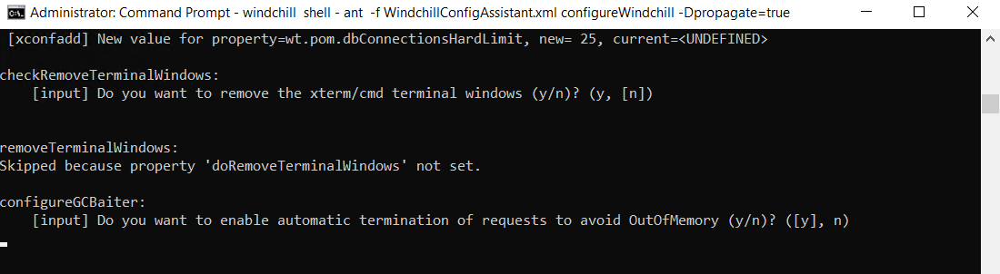 Administrator: Command Prompt - windchill  shell - ant  -f WindchillConfigAssistant.xml configureWindchill -Dpropagate=true
[xconfadd] New value for property=wt.pom.dbConnectionsHardLimit, new= 25, current=<UNDEFINED>
checkRemoveTerminalWindows:
[input] Do you want to remove the xterm/cmd terminal windows (y/n)? (y, [n])
removeTerminalWindows:
Skipped because property 'doRemoveTerminalWindows' not set.
configureGCBaiter:
[input] Do you want to enable automatic termination of requests to avoid OutOfMemory (y/n)? ([y], n)